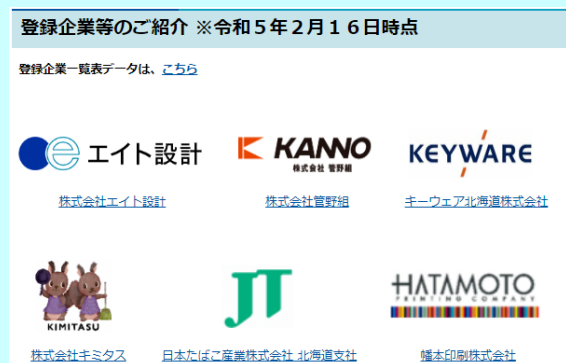 登録企業等のご紹介 ※令和５年２月１６日時点
登録企業一覧表データは、こちら
エイト設計
KANNO
株式会社 菅野組
KEYWARE
株式会社エイト設計
株式会社菅野組
キーウェア北海道株式会社
KIMITASU
JT
HATAMOTO
PRINTING COMPANY
株式会社キミタス
日本たばこ産業株式会社 北海道支社
幡本印刷株式会社